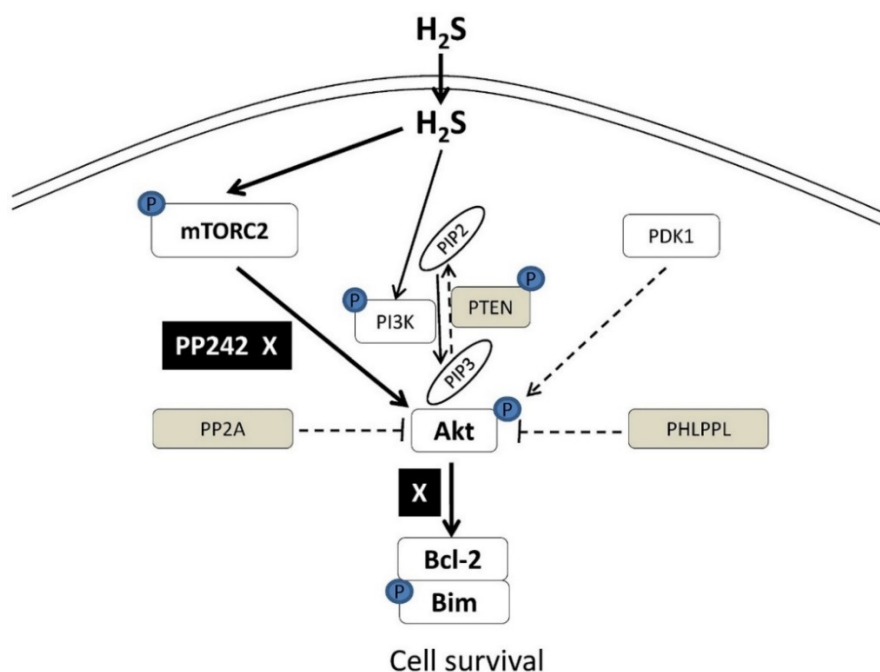 H₂S
H₂S
P
mTORC2
PIP2
PDK1
P
PI3K
PTEN
P
PP242 X
PIP3
P
PP2A
Akt
PHLPPL
X
Bcl-2
P
Bim
Cell survival